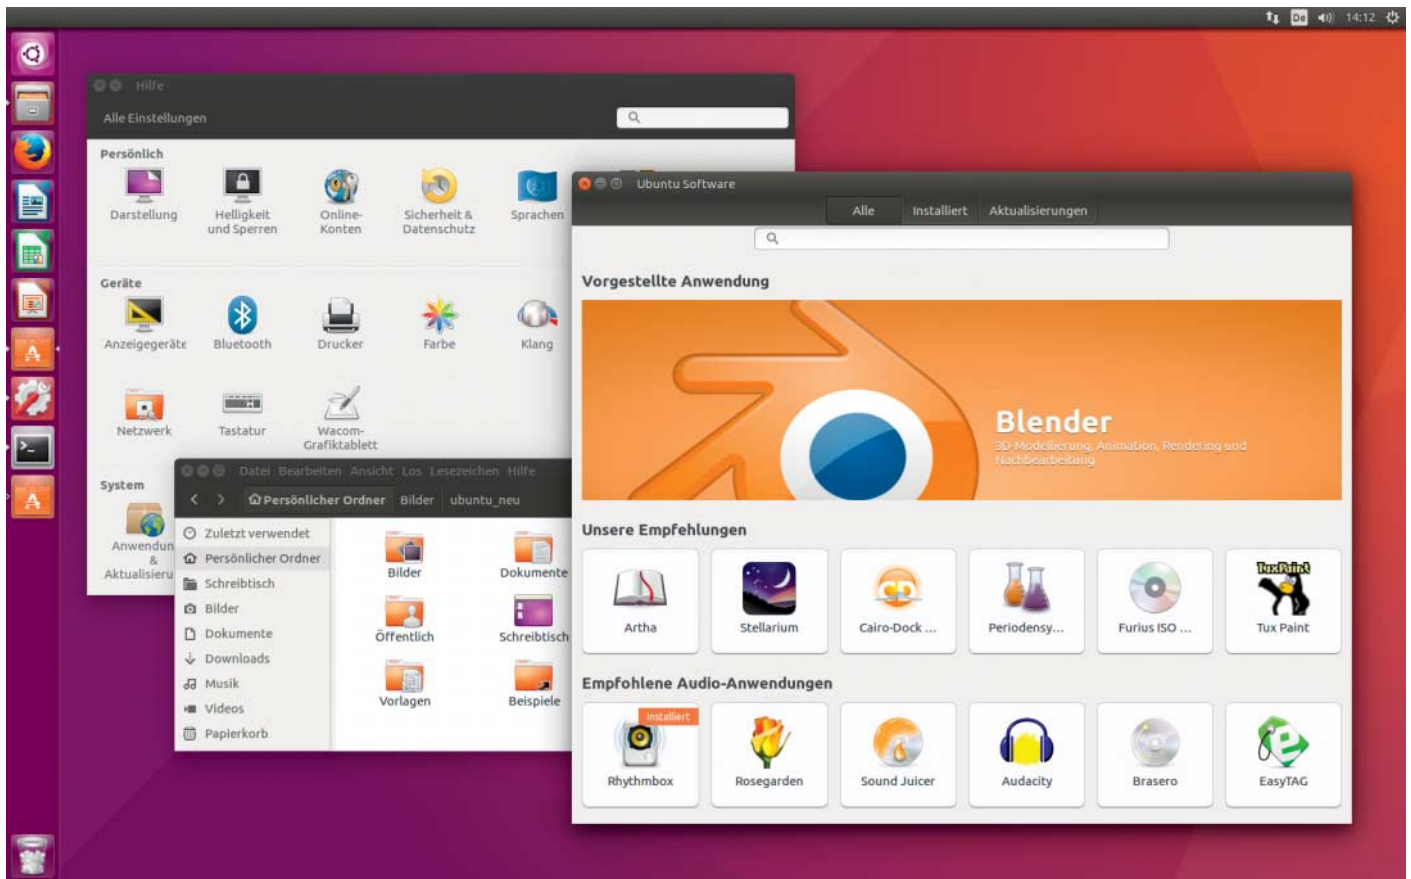 De
14:12
Hilfe
Alle Einstellungen
Persönlich
Darstellung
Helligkeit
und Sperren
Online-
Konten
Sicherheit &
Datenschutz
Sprachen
Geräte
Anzeigegeräte
Bluetooth
Drucker
Farbe
Klang
Netzwerk
Tastatur
Wacom-
Grafiktablett
System
Anwendun
&
Aktualisieru
Datei Bearbeiten Ansicht Los Lesezeichen Hilfe
Persönlicher Ordner Bilder ubuntu_neu
Zuletzt verwendet
Persönlicher Ordner
Schreibtisch
Bilder
Dokumente
Downloads
Musik
Videos
Papierkorb
Bilder
Dokumente
Öffentlich
Schreibtisch
Vorlagen
Beispiele
Ubuntu Software
Alle Installiert Aktualisierungen
Vorgestellte Anwendung
Blender
3D-Modellierung, Animation, Rendering und
Nachbearbeitung
Unsere Empfehlungen
Artha
Stellarium
Cairo-Dock ...
Periodensy...
Furius ISO ...
TuxPaint
Tux Paint
Empfohlene Audio-Anwendungen
Installiert
Rhythmbox
Rosegarden
Sound Juicer
Audacity
Brasero
EasyTAG